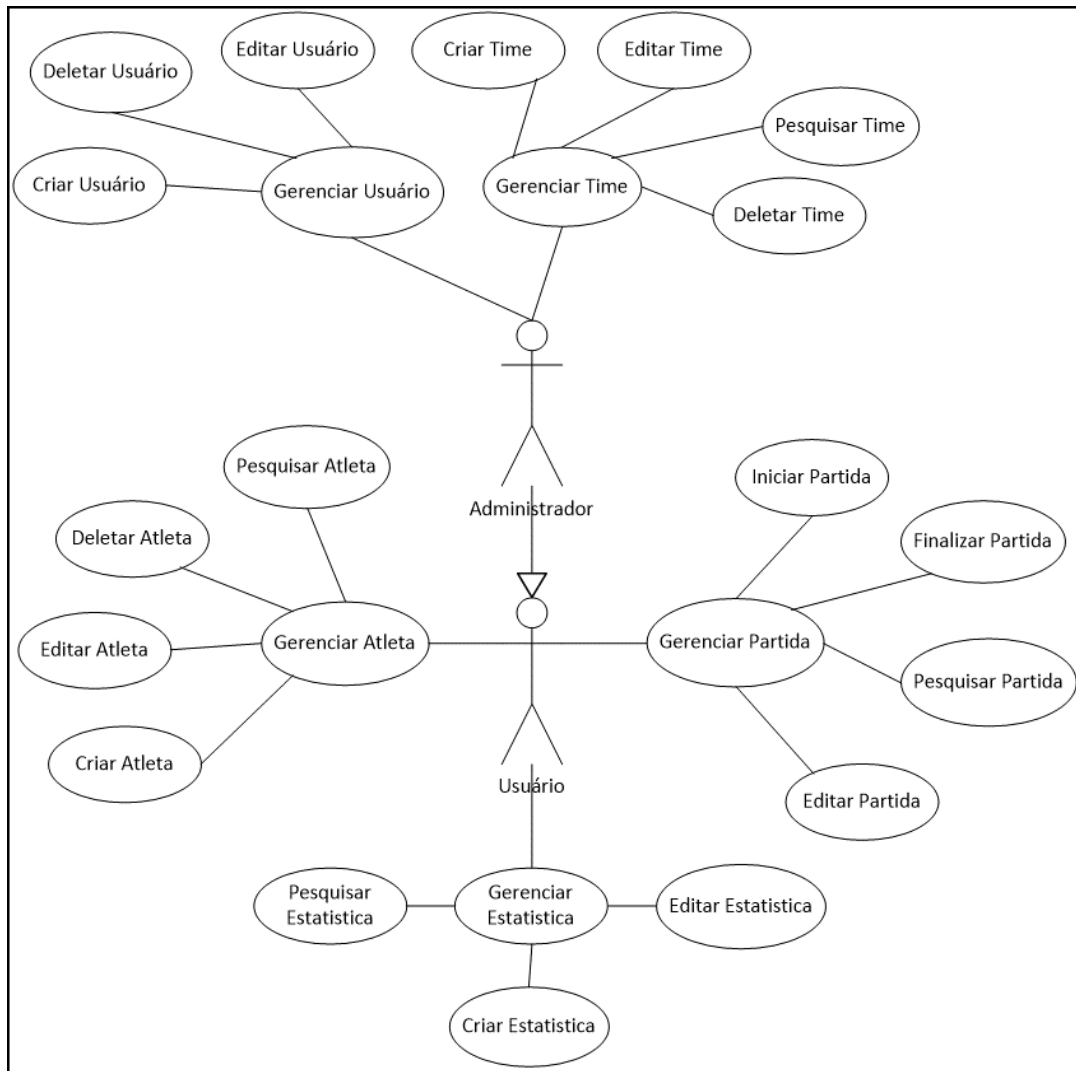 Editar Usuário
Criar Time
Editar Time
Deletar Usuário
Pesquisar Time
Criar Usuário
Gerenciar Usuário
Gerenciar Time
Deletar Time
Pesquisar Atleta
Iniciar Partida
Administrador
Deletar Atleta
Finalizar Partida
Editar Atleta
Gerenciar Atleta
Gerenciar Partida
Pesquisar Partida
Criar Atleta
Usuário
Editar Partida
Pesquisar
Estatistica
Gerenciar
Estatistica
Editar Estatistica
Criar Estatistica